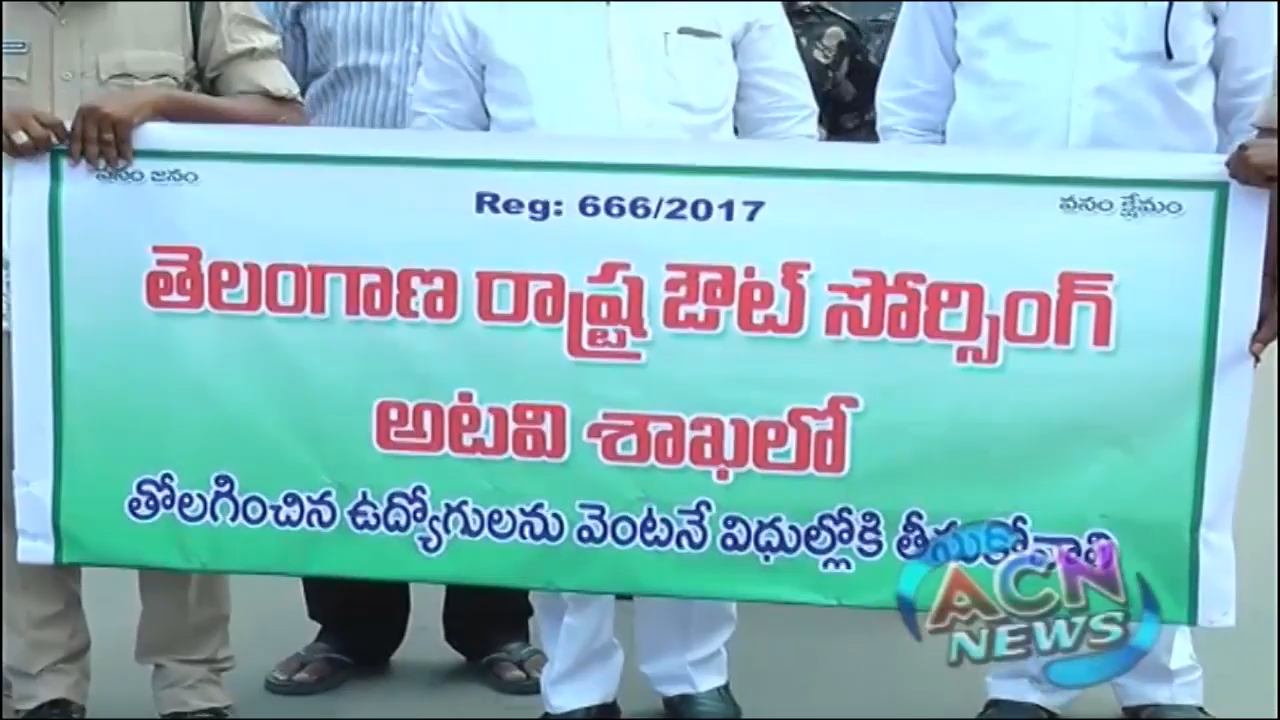 వనం జనం
Reg: 666/2017
వనం క్షేమం
తెలంగాణ రాష్ట్ర ఔట్ సోర్సింగ్
అటవి శాఖలో
తోలగించిన ఉద్యోగులను వెంటనే విధుల్లోకి తీసుకోవాలి
ACN
NEWS